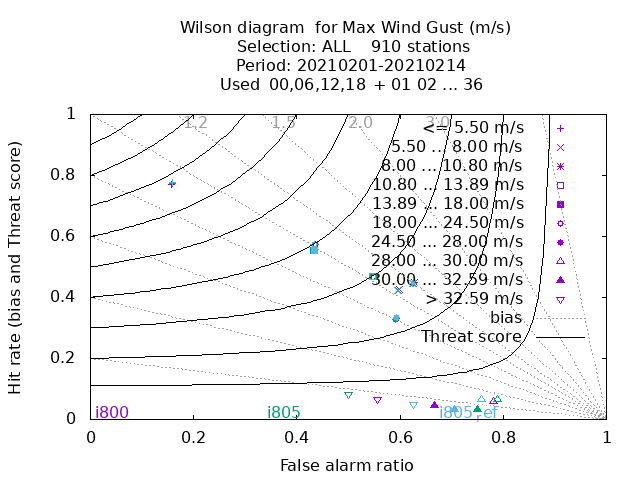 Wilson diagram  for Max Wind Gust (m/s)
Selection: ALL    910 stations
Period: 20210201-20210214
Used  00,06,12,18  + 01 02 ... 36
Hit rate (bias and Threat score)
1
0.8
0.6
0.4
0.2
0
1.2
1.5
2.0
3.0
<= 5.50 m/s
5.50 ... 8.00 m/s
8.00 ... 10.80 m/s
10.80 ... 13.89 m/s
13.89 ... 18.00 m/s
18.00 ... 24.50 m/s
24.50 ... 28.00 m/s
28.00 ... 30.00 m/s
30.00 ... 32.59 m/s
> 32.59 m/s
bias
Threat score
i800
i805
i805_ref
0
0.2
0.4
0.6
0.8
1
False alarm ratio